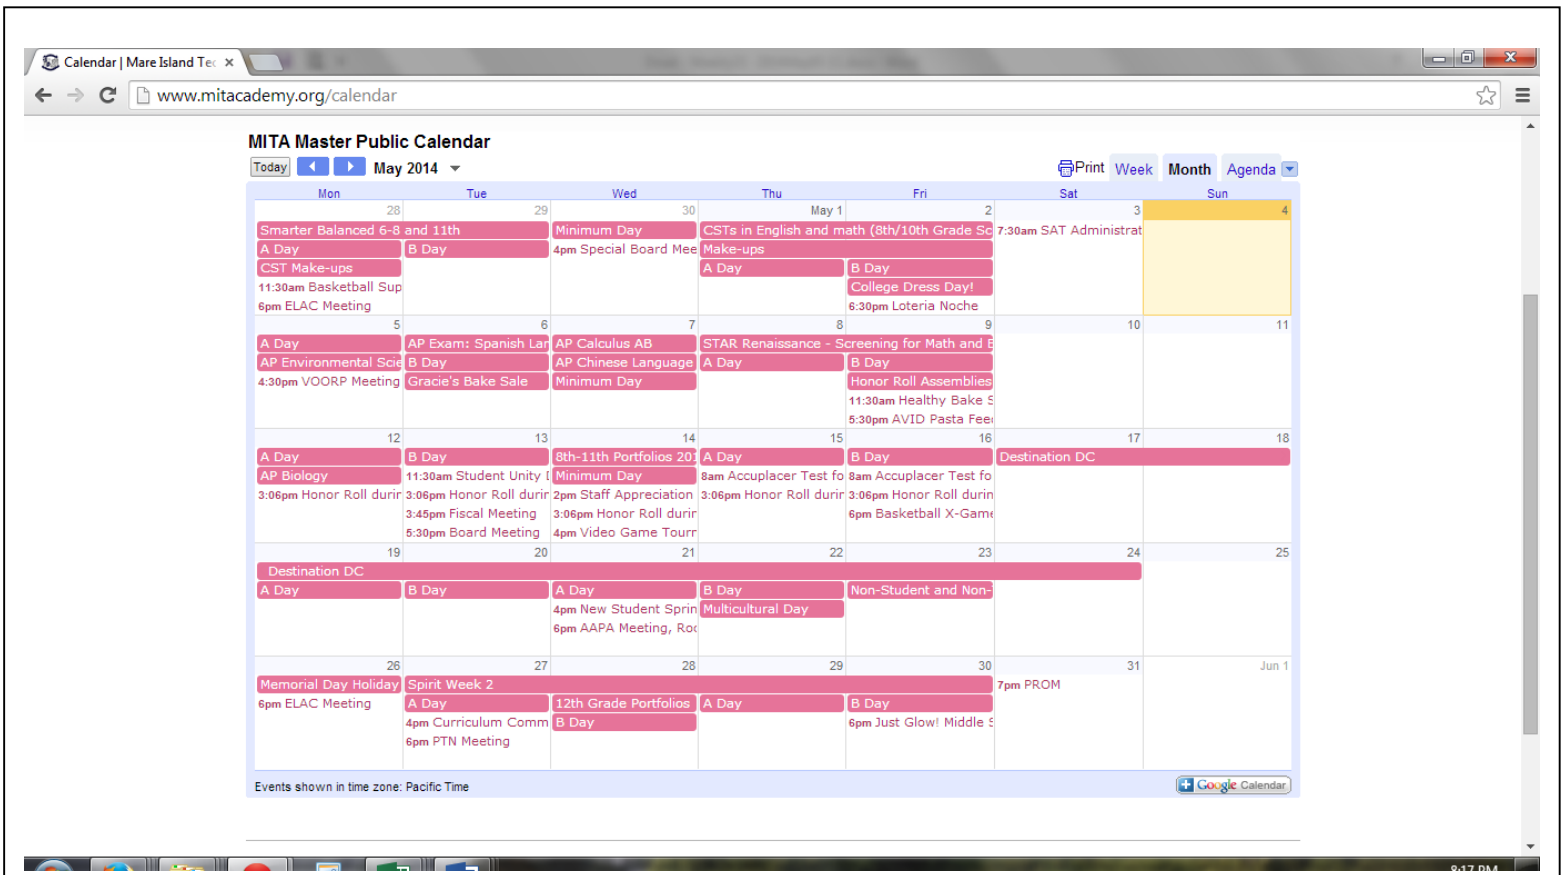 Calendar | Mare Island Tec
www.mitacademy.org/calendar
MITA Master Public Calendar
Today May 2014 Print Week Month Agenda
Mon Tue Wed Thu Fri Sat Sun
28 29 30 May 1 2 3 4
Smarter Balanced 6-8 and 11th Minimum Day CSTs in English and math (8th/10th Grade Sc 7:30am SAT Administrat
A Day B Day 4pm Special Board Mee Make-ups
CST Make-ups A Day B Day
11:30am Basketball Sup College Dress Day!
6pm ELAC Meeting 6:30pm Loteria Noche
5 6 7 8 9 10 11
A Day AP Exam: Spanish Lan AP Calculus AB STAR Renaissance - Screening for Math and E
AP Environmental Scie B Day AP Chinese Language A Day B Day
4:30pm VOORP Meeting Gracie's Bake Sale Minimum Day Honor Roll Assemblies
11:30am Healthy Bake S
5:30pm AVID Pasta Fee
12 13 14 15 16 17 18
A Day B Day 8th-11th Portfolios 201 A Day B Day Destination DC
AP Biology 11:30am Student Unity Minimum Day 8am Accuplacer Test fo 8am Accuplacer Test fo
3:06pm Honor Roll durin 3:06pm Honor Roll durin 2pm Staff Appreciation 3:06pm Honor Roll durin 3:06pm Honor Roll durin
3:45pm Fiscal Meeting 3:06pm Honor Roll durin 6pm Basketball X-Game
5:30pm Board Meeting 4pm Video Game Tourn
19 20 21 22 23 24 25
Destination DC
A Day B Day A Day B Day Non-Student and Non-
4pm New Student Sprin Multicultural Day
6pm AAPA Meeting, Roo
26 27 28 29 30 31 Jun 1
Memorial Day Holiday Spirit Week 2 7pm PROM
6pm ELAC Meeting A Day 12th Grade Portfolios A Day B Day
4pm Curriculum Comm B Day 6pm Just Glow! Middle S
6pm PTN Meeting
Events shown in time zone: Pacific Time Google Calendar
8:17 PM